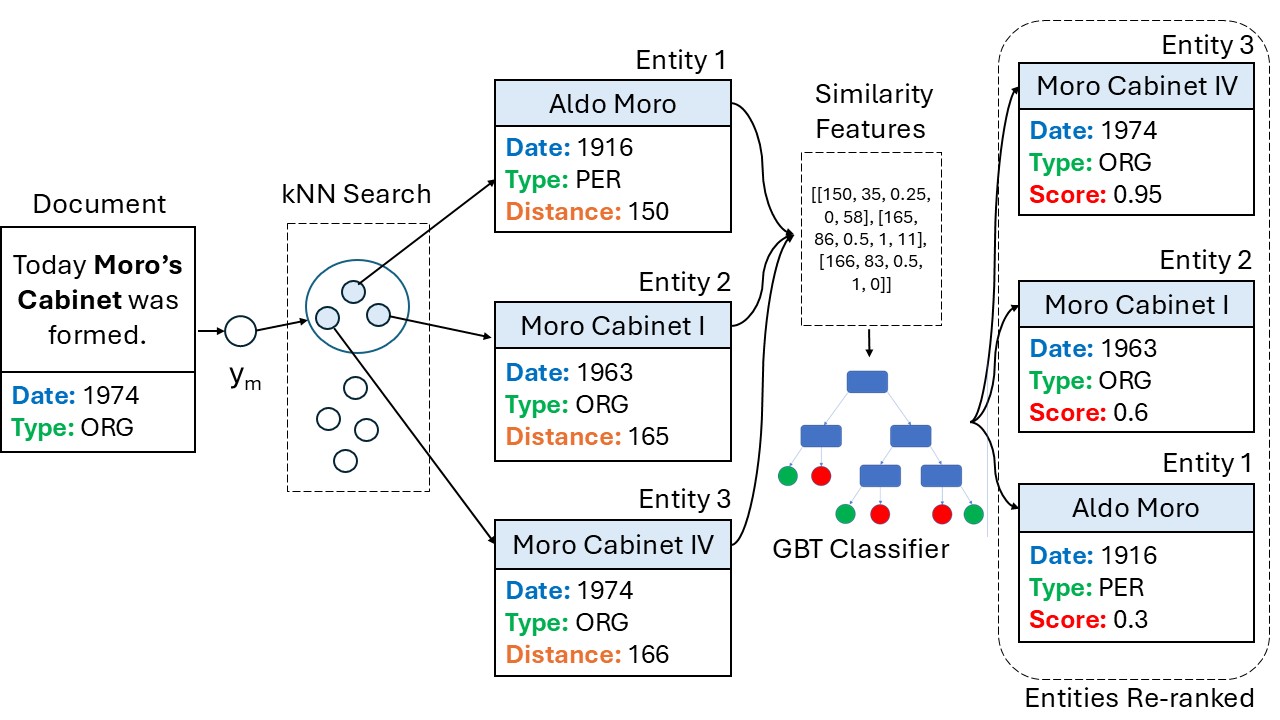 Document
Today Moro's
Cabinet was
formed.
Date: 1974
Type: ORG
yₘ
kNN Search
Entity 1
Aldo Moro
Date: 1916
Type: PER
Distance: 150
Entity 2
Moro Cabinet I
Date: 1963
Type: ORG
Distance: 165
Entity 3
Moro Cabinet IV
Date: 1974
Type: ORG
Distance: 166
Similarity
Features
[[150, 35, 0.25,
0, 58], [165,
86, 0.5, 1, 11],
[166, 83, 0.5,
1, 0]]
GBT Classifier
Entity 3
Moro Cabinet IV
Date: 1974
Type: ORG
Score: 0.95
Entity 2
Moro Cabinet I
Date: 1963
Type: ORG
Score: 0.6
Entity 1
Aldo Moro
Date: 1916
Type: PER
Score: 0.3
Entities Re-ranked